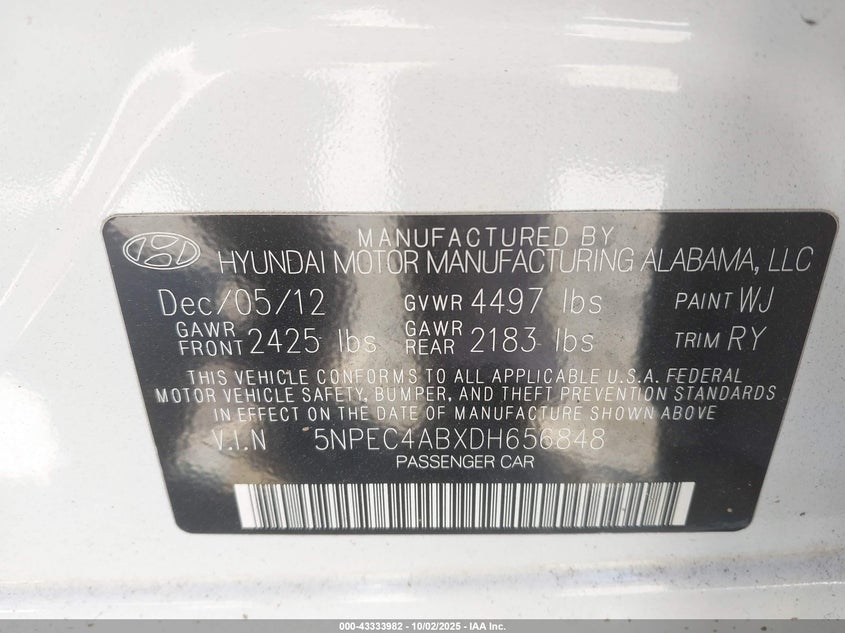 MANUFACTURED BY
HYUNDAI MOTOR MANUFACTURING ALABAMA, LLC
Dec/05/12 GVWR 4497 lbs PAINT WJ
GAWR FRONT 2425 lbs GAWR REAR 2183 lbs TRIM RY
THIS VEHICLE CONFORMS TO ALL APPLICABLE U.S.A. FEDERAL
MOTOR VEHICLE SAFETY, BUMPER, AND THEFT PREVENTION STANDARDS
IN EFFECT ON THE DATE OF MANUFACTURE SHOWN ABOVE
V.I.N 5NPEC4ABXDH656848
PASSENGER CAR
000-43333982 - 10/02/2025 - IAA Inc.